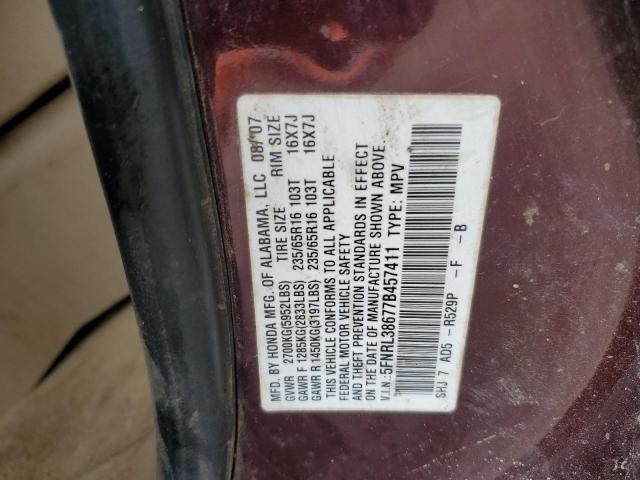 MFD. BY HONDA MFG. OF ALABAMA, LLC 08/'07
TIRE SIZE RIM SIZE
GVWR 2700KG(5952LBS)
GAWR F 1285KG(2833LBS) 235/65R16 103T 16X7J
GAWR R 1450KG(3197LBS) 235/65R16 103T 16X7J
THIS VEHICLE CONFORMS TO ALL APPLICABLE
FEDERAL MOTOR VEHICLE SAFETY
AND THEFT PREVENTION STANDARDS IN EFFECT
ON THE DATE OF MANUFACTURE SHOWN ABOVE.
V.I.N.:5FNRL38677B457411 TYPE: MPV
SHJ 7 AD5 -R529P -F -B